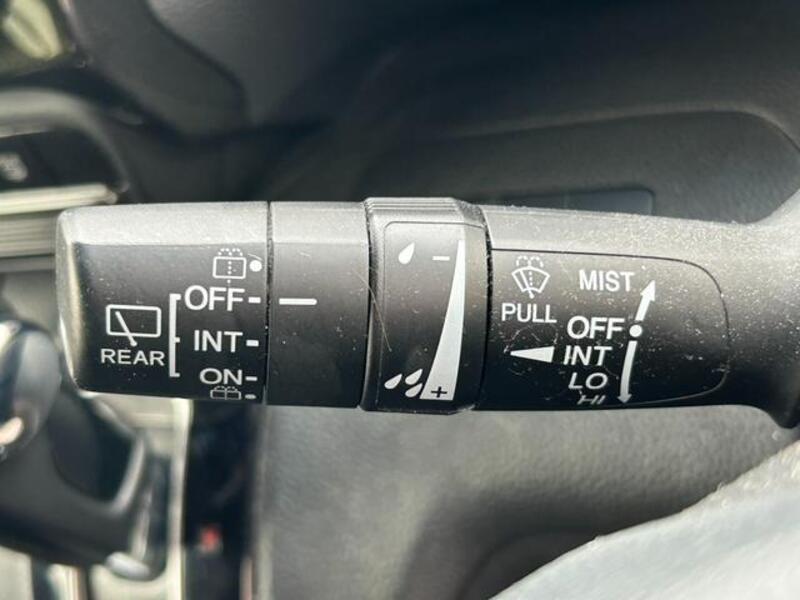 OFF
INT
ON
REAR
−
+
PULL
MIST
OFF
INT
LO
HI